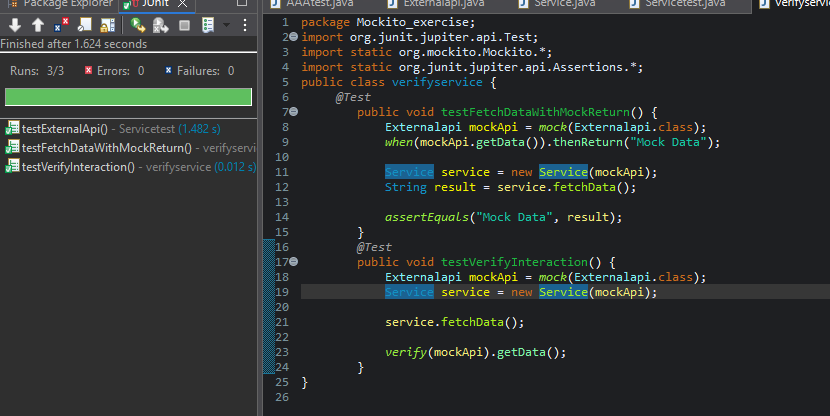 Package Explorer JUnit
Finished after 1.624 seconds
Runs: 3/3 Errors: 0 Failures: 0
testExternalApi() - Servicetest (1.482 s)
testFetchDataWithMockReturn() - verifyservi
testVerifyInteraction() - verifyservice (0.012 s)
AAAtest.java Externalapi.java Service.java Servicetest.java verifyserv
1 package Mockito_exercise;
2 import org.junit.jupiter.api.Test;
3 import static org.mockito.Mockito.*;
4 import static org.junit.jupiter.api.Assertions.*;
5 public class verifyservice {
6 @Test
7 public void testFetchDataWithMockReturn() {
8 Externalapi mockApi = mock(Externalapi.class);
9 when(mockApi.getData()).thenReturn("Mock Data");
10
11 Service service = new Service(mockApi);
12 String result = service.fetchData();
13
14 assertEquals("Mock Data", result);
15 }
16 @Test
17 public void testVerifyInteraction() {
18 Externalapi mockApi = mock(Externalapi.class);
19 Service service = new Service(mockApi);
20
21 service.fetchData();
22
23 verify(mockApi).getData();
24 }
25 }
26